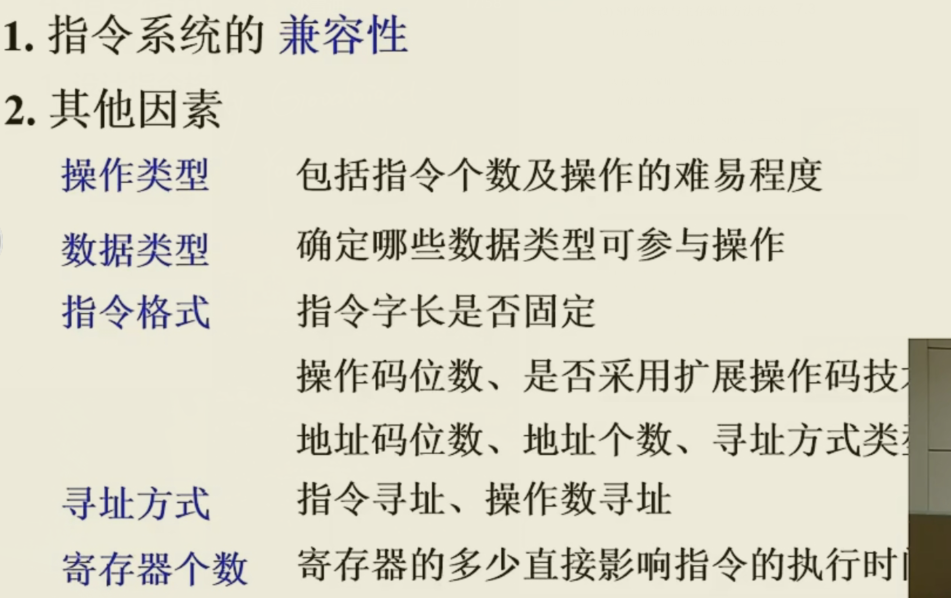 1. 指令系统的 兼容性
2. 其他因素
操作类型 包括指令个数及操作的难易程度
数据类型 确定哪些数据类型可参与操作
指令格式 指令字长是否固定
操作码位数、是否采用扩展操作码技
地址码位数、地址个数、寻址方式类
寻址方式 指令寻址、操作数寻址
寄存器个数 寄存器的多少直接影响指令的执行时